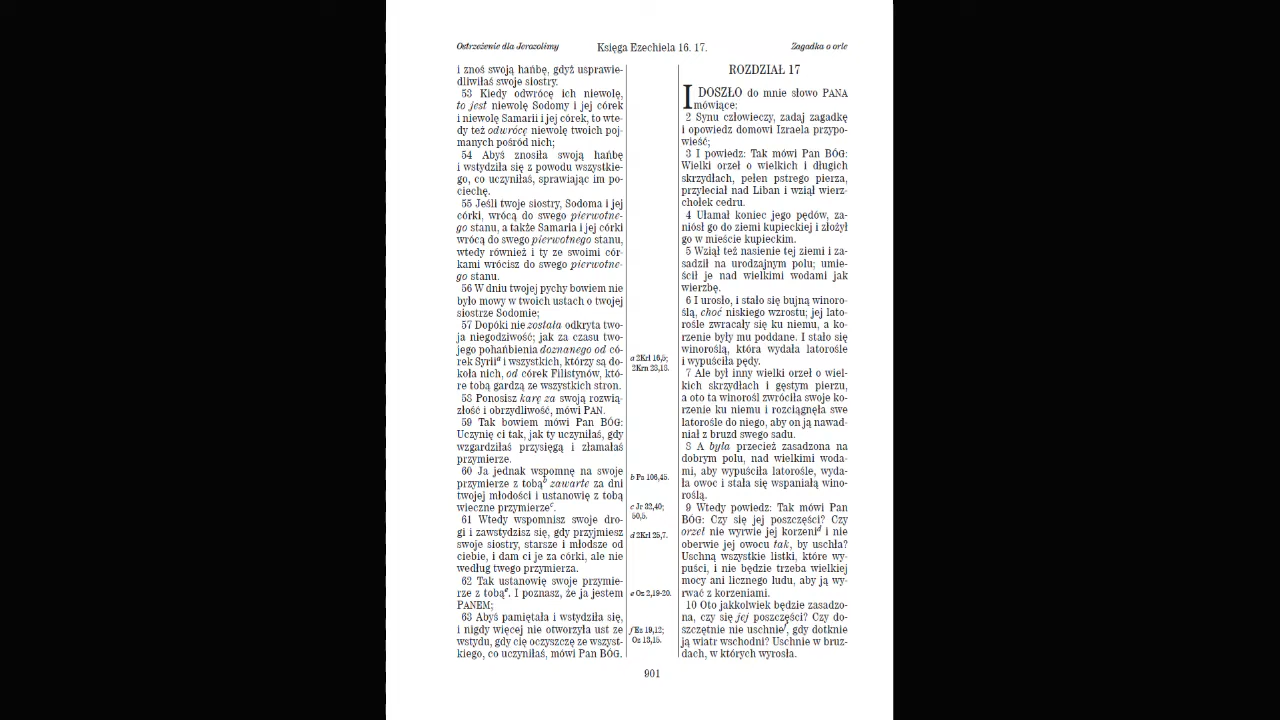 Ostrzeżenie dla Jerozolimy
Księga Ezechiela 16. 17.
Zagadka o orle
i znoś swoją hańbę, gdyż usprawie-
dliwiłaś swoje siostry.
53 Kiedy odwrócę ich niewolę,
to jest niewolę Sodomy i jej córek
i niewolę Samarii i jej córek, to wte-
dy też odwrócę niewolę twoich poj-
manych pośród nich;
54 Abyś znosiła swoją hańbę
i wstydziła się z powodu wszystkie-
go, co uczyniłaś, sprawiając im po-
ciechę.
55 Jeśli twoje siostry, Sodoma i jej
córki, wrócą do swego pierwotne-
go stanu, a także Samaria i jej córki
wrócą do swego pierwotnego stanu,
wtedy również i ty ze swoimi cór-
kami wrócisz do swego pierwotne-
go stanu.
56 W dniu twojej pychy bowiem nie
było mowy w twoich ustach o twojej
siostrze Sodomie;
57 Dopóki nie została odkryta two-
ja niegodziwość; jak za czasu two-
jego pohańbienia doznanego od có-
rek Syrii a i wszystkich, którzy są do-
koła nich, od córek Filistynów, któ-
re tobą gardzą ze wszystkich stron.
58 Ponosisz karę za swoją rozwią-
złość i obrzydliwość, mówi PAN.
59 Tak bowiem mówi Pan BÓG:
Uczynię ci tak, jak ty uczyniłaś, gdy
wzgardziłaś przysięgą i złamałaś
przymierze.
60 Ja jednak wspomnę na swoje
przymierze z tobą b zawarte za dni
twojej młodości i ustanowię z tobą
wieczne przymierze c.
61 Wtedy wspomnisz swoje dro-
gi i zawstydzisz się, gdy przyjmiesz
swoje siostry, starsze i młodsze od
ciebie, i dam ci je za córki, ale nie
według twego przymierza.
62 Tak ustanowię swoje przymie-
rze z tobą e. I poznasz, że ja jestem
PANEM;
63 Abyś pamiętała i wstydziła się,
i nigdy więcej nie otworzyła ust ze
wstydu, gdy cię oczyszczę ze wszyst-
kiego, co uczyniłaś, mówi Pan BÓG.
a 2Krl 16,5;
2Krn 28,18.
b Ps 106,45.
c Jr 32,40;
50,5.
d 2Krl 25,7.
e Oz 2,19-20.
f Ez 19,12;
Oz 13,15.
ROZDZIAŁ 17
I DOSZŁO do mnie słowo PANA
mówiące:
2 Synu człowieczy, zadaj zagadkę
i opowiedz domowi Izraela przypo-
wieść;
3 I powiedz: Tak mówi Pan BÓG:
Wielki orzeł o wielkich i długich
skrzydłach, pełen pstrego pierza,
przyleciał nad Liban i wziął wierz-
chołek cedru.
4 Ułamał koniec jego pędów, za-
niósł go do ziemi kupieckiej i złożył
go w mieście kupieckim.
5 Wziął też nasienie tej ziemi i za-
sadził na urodzajnym polu; umie-
ścił je nad wielkimi wodami jak
wierzbę.
6 I urosło, i stało się bujną winoro-
ślą, choć niskiego wzrostu; jej lato-
rośle zwracały się ku niemu, a ko-
rzenie były mu poddane. I stało się
winoroślą, która wydała latorośle
i wypuściła pędy.
7 Ale był inny wielki orzeł o wiel-
kich skrzydłach i gęstym pierzu,
a oto ta winorośl zwróciła swoje ko-
rzenie ku niemu i rozciągnęła swe
latorośle do niego, aby on ją nawad-
niał z bruzd swego sadu.
8 A była przecież zasadzona na
dobrym polu, nad wielkimi woda-
mi, aby wypuściła latorośle, wyda-
ła owoc i stała się wspaniałą wino-
roślą.
9 Wtedy powiedz: Tak mówi Pan
BÓG: Czy się jej poszczęści? Czy
orzeł nie wyrwie jej korzeni d i nie
oberwie jej owocu tak, by uschła?
Uschną wszystkie listki, które wy-
puści, i nie będzie trzeba wielkiej
mocy ani licznego ludu, aby ją wy-
rwać z korzeniami.
10 Oto jakkolwiek będzie zasadzo-
na, czy się jej poszczęści? Czy do-
szczętnie nie uschnie f, gdy dotknie
ją wiatr wschodni? Uschnie w bruz-
dach, w których wyrosła.
901